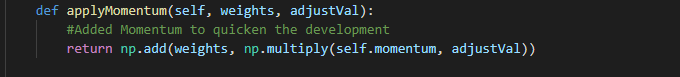 def applyMomentum(self, weights, adjustVal):
#Added Momentum to quicken the development
return np.add(weights, np.multiply(self.momentum, adjustVal))